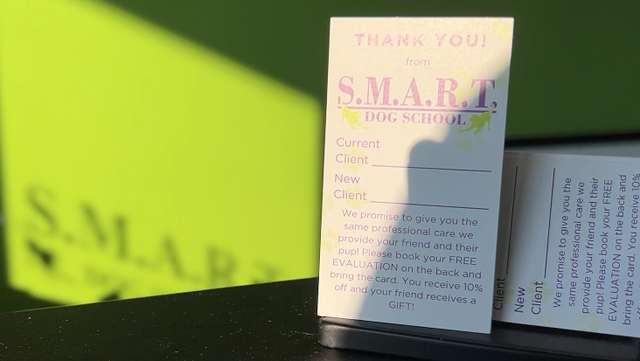 THANK YOU!
from
S.M.A.R.T.
DOG SCHOOL
Current
Client
New
Client
We promise to give you the
same professional care we
provide your friend and their
pup! Please book your FREE
EVALUATION on the back and
bring the card. You receive 10%
off and your friend receives a
GIFT!
S.M.A.R.T
Client
New
Client
We promise to give you the
same professional care we
provide your friend and their
pup! Please book your FREE
EVALUATION on the back and
bring the card. You receive 10%